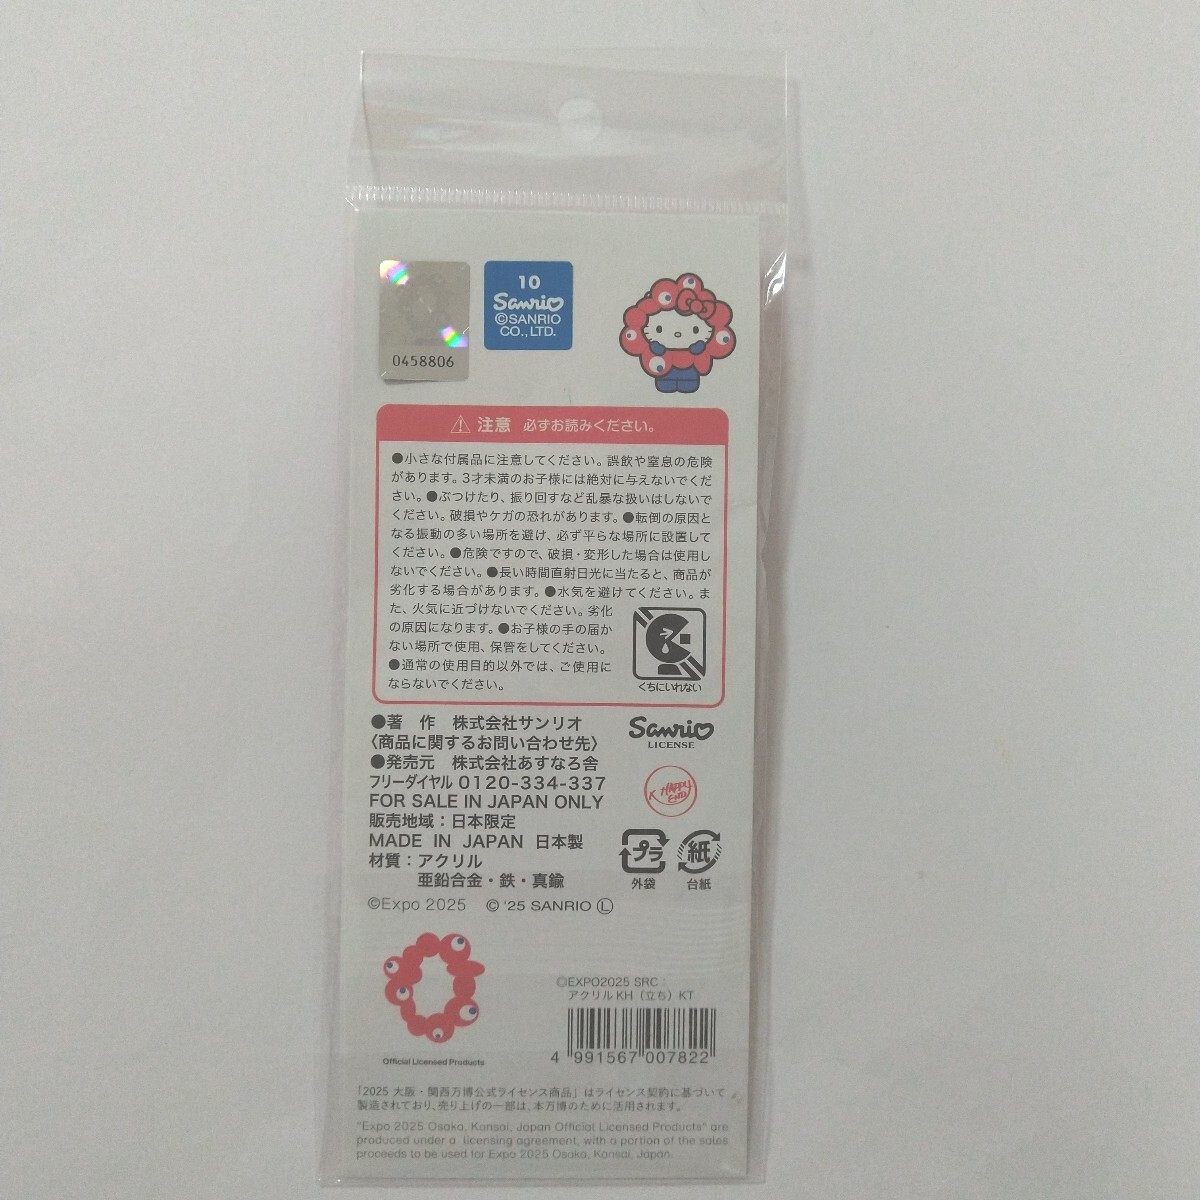 0458806
10
Sanrio
©SANRIO
CO., LTD.
⚠ 注意 必ずお読みください。
●小さな付属品に注意してください。誤飲や窒息の危険
があります。3才未満のお子様には絶対に与えないでくだ
さい。●ぶつけたり、振り回すなど乱暴な扱いはしないで
ください。破損やケガの恐れがあります。●転倒の原因と
なる振動の多い場所を避け、必ず平らな場所に設置して
ください。●危険ですので、破損・変形した場合は使用し
ないでください。●長い時間直射日光に当たると、商品が
劣化する場合があります。●水気を避けてください。ま
た、火気に近づけないでください。劣化
の原因になります。●お子様の手の届か
ない場所で使用、保管をしてください。
●通常の使用目的以外では、ご使用に
ならないでください。
くちにいれない
●著　作　株式会社サンリオ
〈商品に関するお問い合わせ先〉
●発売元　株式会社あすなろ舎
フリーダイヤル 0120-334-337
FOR SALE IN JAPAN ONLY
販売地域：日本限定
MADE IN JAPAN 日本製
材質：アクリル
亜鉛合金・鉄・真鍮
©Expo 2025 © '25 SANRIO Ⓛ
Sanrio
LICENSE
K HAPPY
END
プラ
外袋
紙
台紙
Official Licensed Products
©EXPO2025 SRC：
アクリルKH（立ち）KT
4 991567 007822
「2025 大阪・関西万博公式ライセンス商品」はライセンス契約に基づいて
製造されており、売り上げの一部は、本万博のために活用されます。
"Expo 2025 Osaka, Kansai, Japan Official Licensed Products" are
produced under a licensing agreement, with a portion of the sales
proceeds to be used for Expo 2025 Osaka, Kansai, Japan.